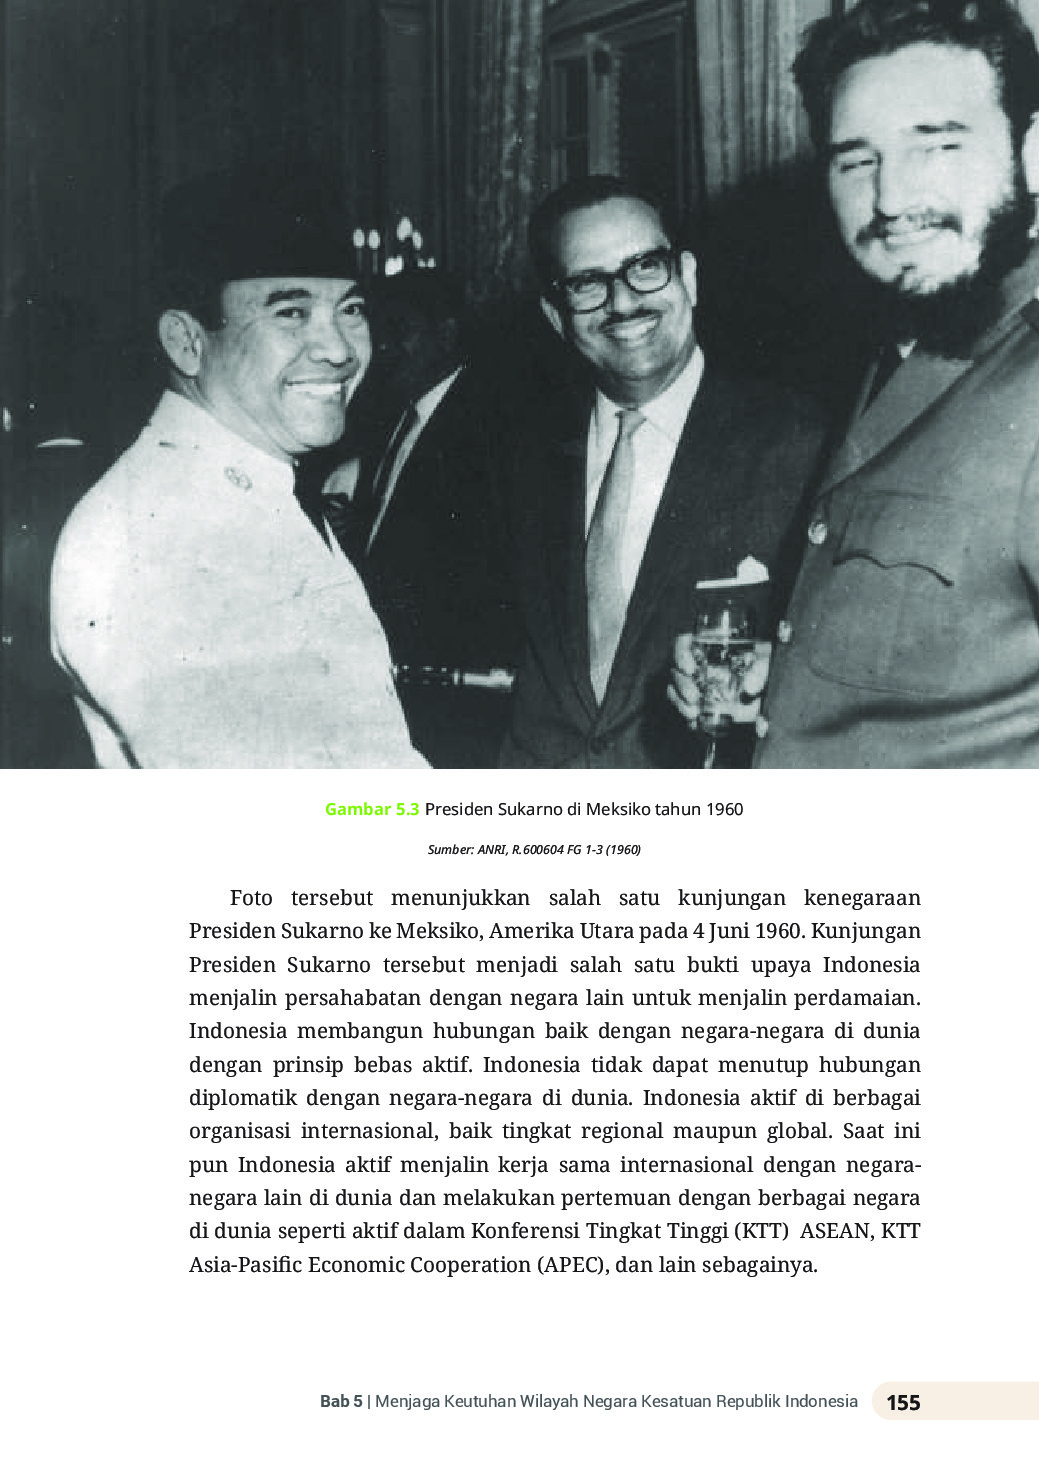 Gambar 5.3 Presiden Sukarno di Meksiko tahun 1960
Sumber: ANRI, R.600604 FG 1-3 (1960)
Foto tersebut menunjukkan salah satu kunjungan kenegaraan
Presiden Sukarno ke Meksiko, Amerika Utara pada 4 Juni 1960. Kunjungan
Presiden Sukarno tersebut menjadi salah satu bukti upaya Indonesia
menjalin persahabatan dengan negara lain untuk menjalin perdamaian.
Indonesia membangun hubungan baik dengan negara-negara di dunia
dengan prinsip bebas aktif. Indonesia tidak dapat menutup hubungan
diplomatik dengan negara-negara di dunia. Indonesia aktif di berbagai
organisasi internasional, baik tingkat regional maupun global. Saat ini
pun Indonesia aktif menjalin kerja sama internasional dengan negara-
negara lain di dunia dan melakukan pertemuan dengan berbagai negara
di dunia seperti aktif dalam Konferensi Tingkat Tinggi (KTT) ASEAN, KTT
Asia-Pasific Economic Cooperation (APEC), dan lain sebagainya.
Bab 5 | Menjaga Keutuhan Wilayah Negara Kesatuan Republik Indonesia 155